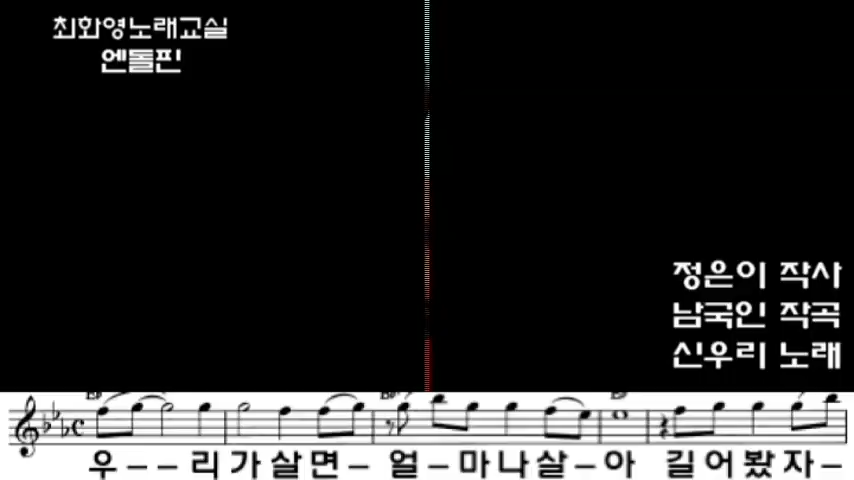 최화영노래교실
엔돌핀
정은이 작사
남국인 작곡
신우리 노래
우--리가살면- 얼-마나살-아 길어봤자-